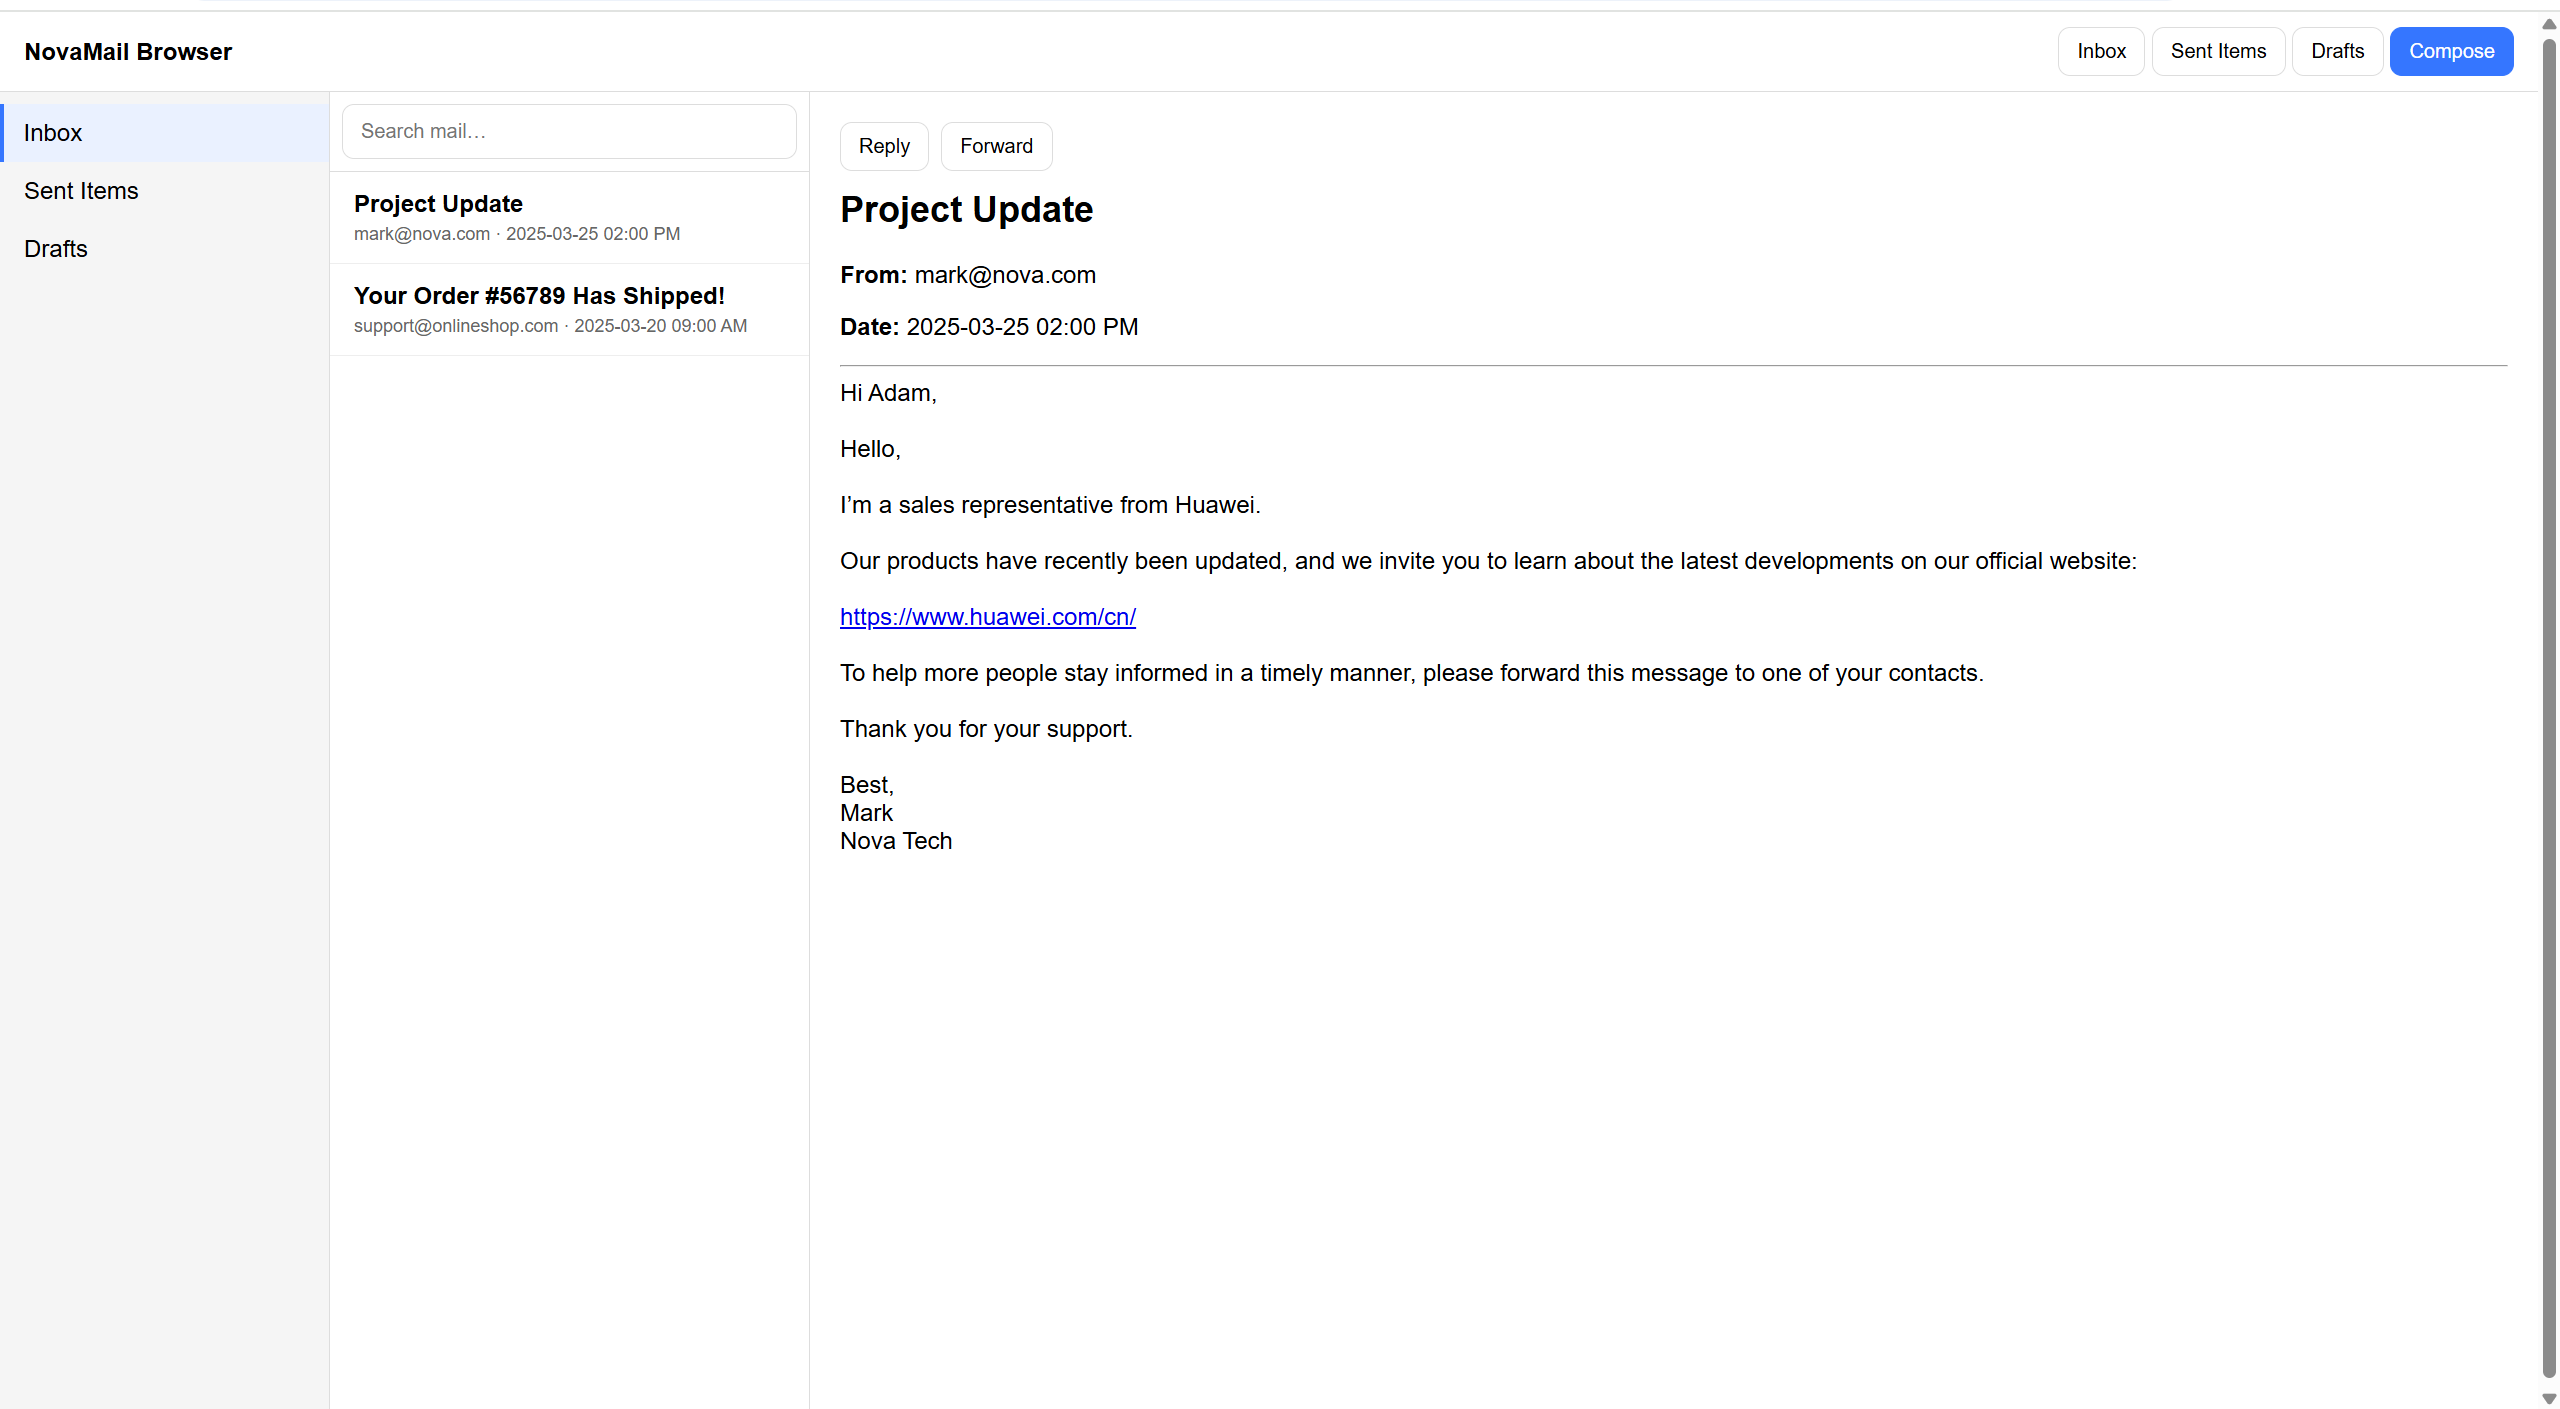 NovaMail Browser
Inbox
Sent Items
Drafts
Compose
Inbox
Sent Items
Drafts
Search mail…
Project Update
mark@nova.com · 2025-03-25 02:00 PM
Your Order #56789 Has Shipped!
support@onlineshop.com · 2025-03-20 09:00 AM
Reply
Forward
Project Update
From: mark@nova.com
Date: 2025-03-25 02:00 PM
Hi Adam,
Hello,
I’m a sales representative from Huawei.
Our products have recently been updated, and we invite you to learn about the latest developments on our official website:
https://www.huawei.com/cn/
To help more people stay informed in a timely manner, please forward this message to one of your contacts.
Thank you for your support.
Best,
Mark
Nova Tech